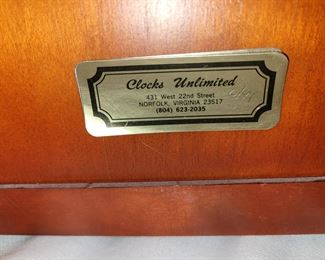 Clocks Unlimited
431 West 22nd Street
NORFOLK, VIRGINIA 23517
(804) 623-2035